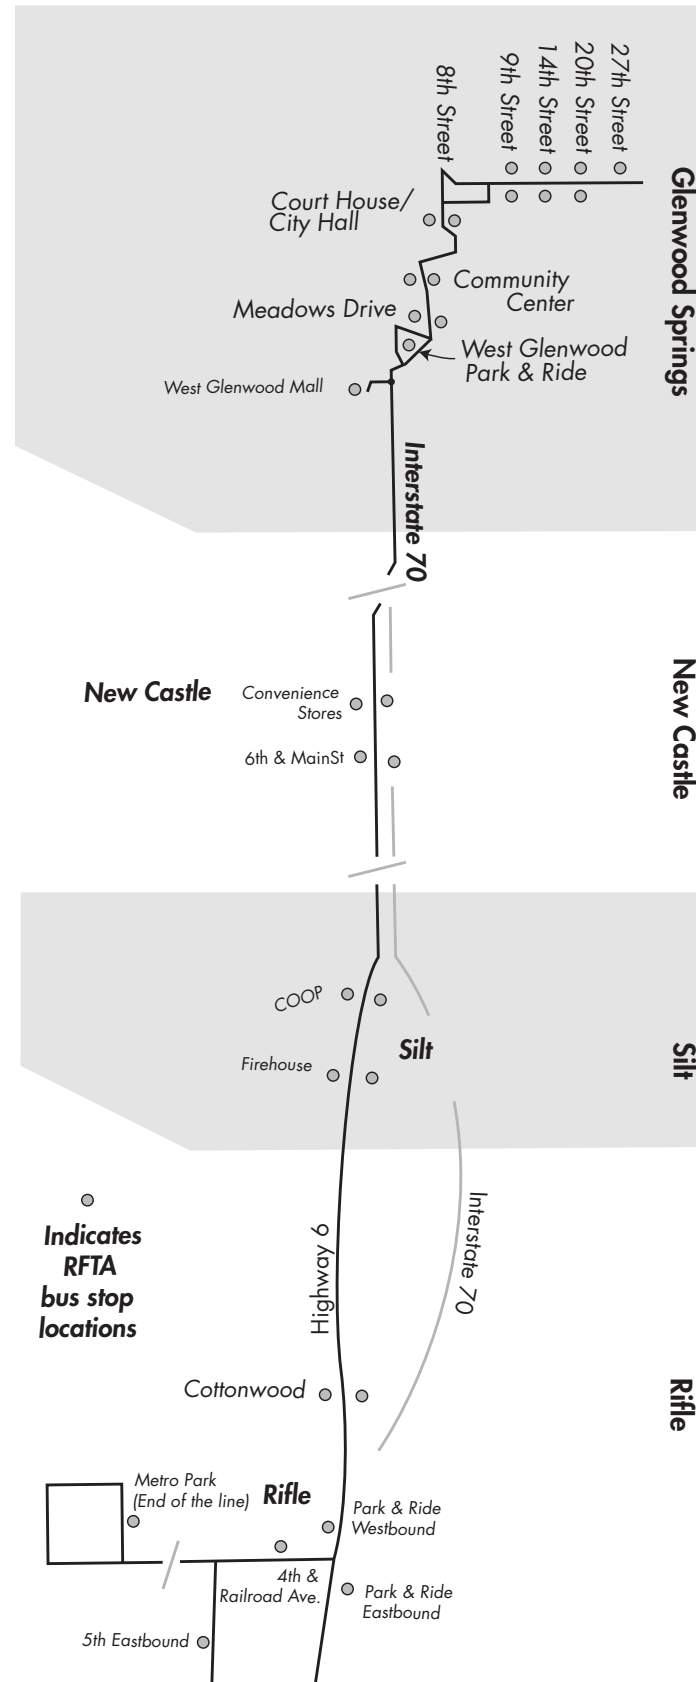 27th Street
20th Street
14th Street
9th Street
8th Street
Glenwood Springs
Court House/
City Hall
Community
Center
Meadows Drive
West Glenwood
Park & Ride
West Glenwood Mall
Interstate 70
New Castle
Convenience
Stores
6th & MainSt
New Castle
COOP
Silt
Firehouse
Silt
Indicates
RFTA
bus stop
locations
Highway 6
Interstate 70
Cottonwood
Rifle
Metro Park
(End of the line)
Rifle
Park & Ride
Westbound
4th &
Railroad Ave.
Park & Ride
Eastbound
5th Eastbound